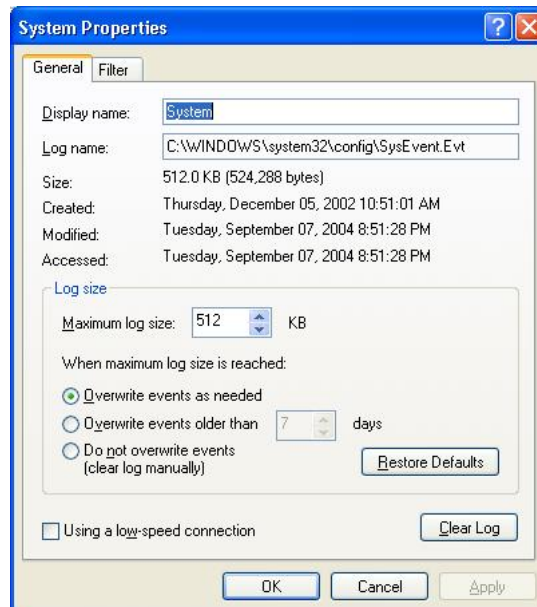 System Properties
General Filter
Display name: System
Log name: C:\WINDOWS\system32\config\SysEvent.Evt
Size: 512.0 KB (524,288 bytes)
Created: Thursday, December 05, 2002 10:51:01 AM
Modified: Tuesday, September 07, 2004 8:51:28 PM
Accessed: Tuesday, September 07, 2004 8:51:28 PM
Log size
Maximum log size: 512 KB
When maximum log size is reached:
Overwrite events as needed
Overwrite events older than 7 days
Do not overwrite events
(clear log manually)
Restore Defaults
Using a low-speed connection
Clear Log
OK Cancel Apply